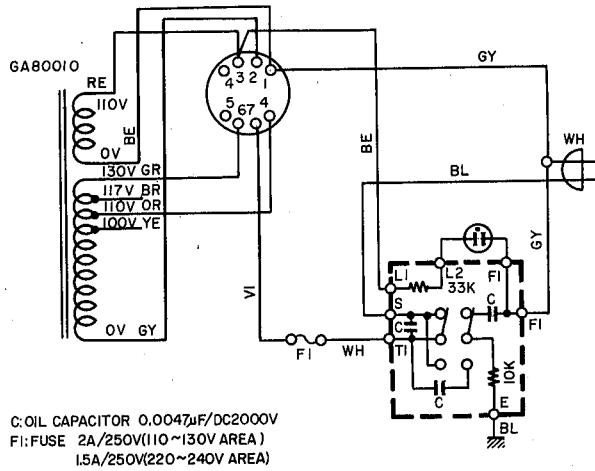 GA80010
RE
110V
BE
0V
130V GR
117V BR
110V OR
100V YE
0V GY
3 2
4 1
5 4
67
GY
WH
BE
BL
GY
VI
L1
L2
33K
F1
S
C
C
F1
T1
F1
WH
C
10K
E
BL
C:OIL CAPACITOR 0.0047µF/DC2000V
F1:FUSE 2A/250V(110~130V AREA)
1.5A/250V(220~240V AREA)